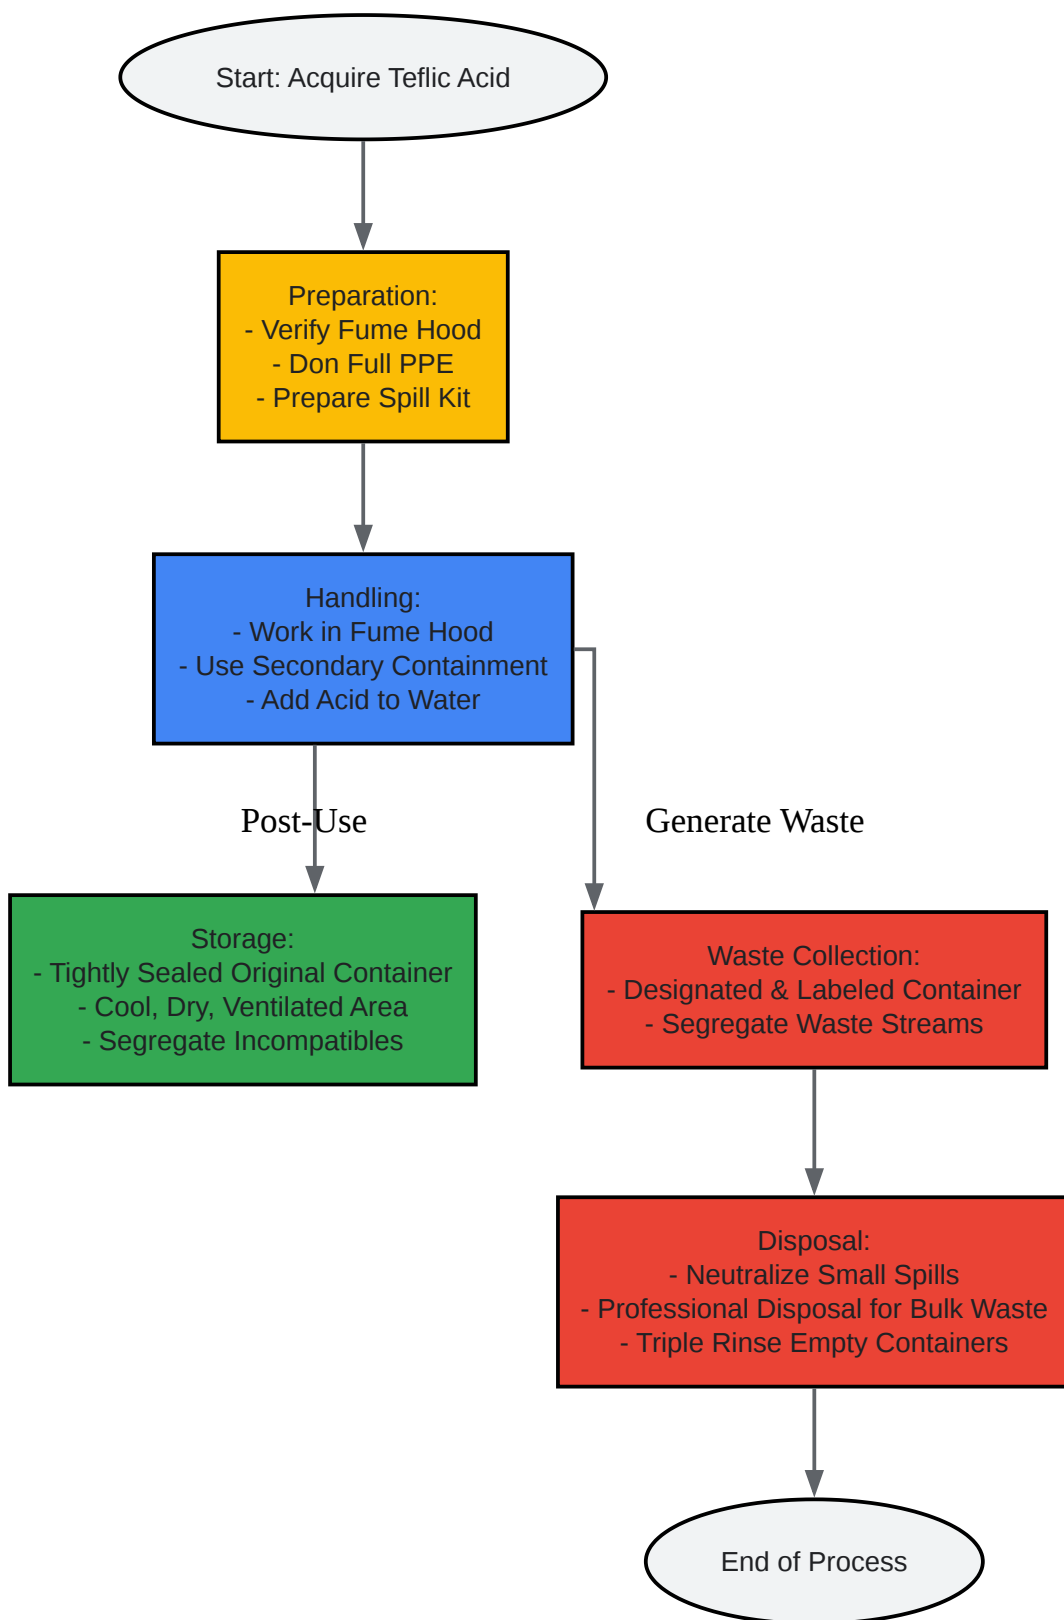 Start: Acquire Teflic Acid
Preparation:
- Verify Fume Hood
- Don Full PPE
- Prepare Spill Kit
Handling:
- Work in Fume Hood
- Use Secondary Containment
- Add Acid to Water
Post-Use
Generate Waste
Storage:
- Tightly Sealed Original Container
- Cool, Dry, Ventilated Area
- Segregate Incompatibles
Waste Collection:
- Designated & Labeled Container
- Segregate Waste Streams
Disposal:
- Neutralize Small Spills
- Professional Disposal for Bulk Waste
- Triple Rinse Empty Containers
End of Process